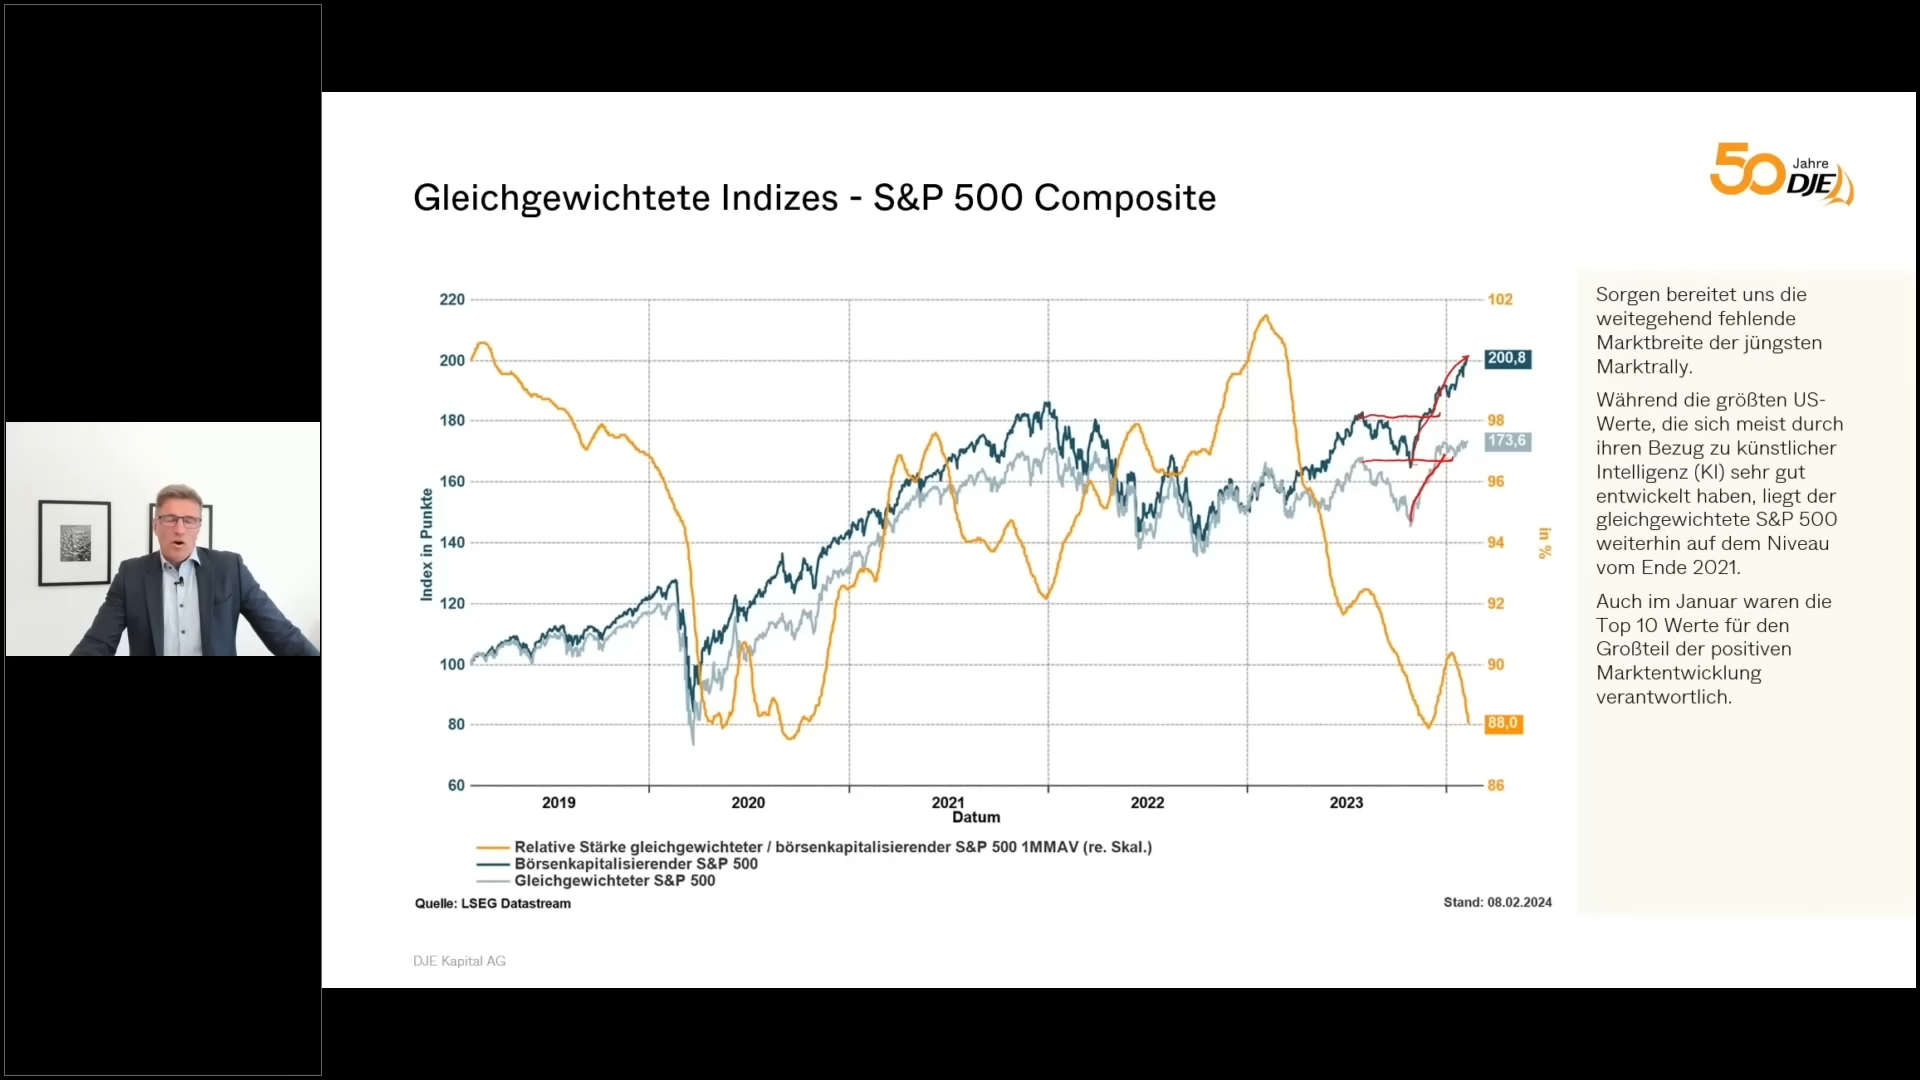 50 Jahre DJE
Gleichgewichtete Indizes - S&P 500 Composite
220
200
180
160
140
120
100
80
60
Index in Punkte
102
98
96
94
92
90
86
in %
200,8
173,6
88,0
2019 2020 2021 2022 2023
Datum
Relative Stärke gleichgewichteter / börsenkapitalisierender S&P 500 1MMAV (re. Skal.)
Börsenkapitalisierender S&P 500
Gleichgewichteter S&P 500
Quelle: LSEG Datastream
Stand: 08.02.2024
Sorgen bereitet uns die
weitegehend fehlende
Marktbreite der jüngsten
Marktrally.
Während die größten US-
Werte, die sich meist durch
ihren Bezug zu künstlicher
Intelligenz (KI) sehr gut
entwickelt haben, liegt der
gleichgewichtete S&P 500
weiterhin auf dem Niveau
vom Ende 2021.
Auch im Januar waren die
Top 10 Werte für den
Großteil der positiven
Marktentwicklung
verantwortlich.
DJE Kapital AG